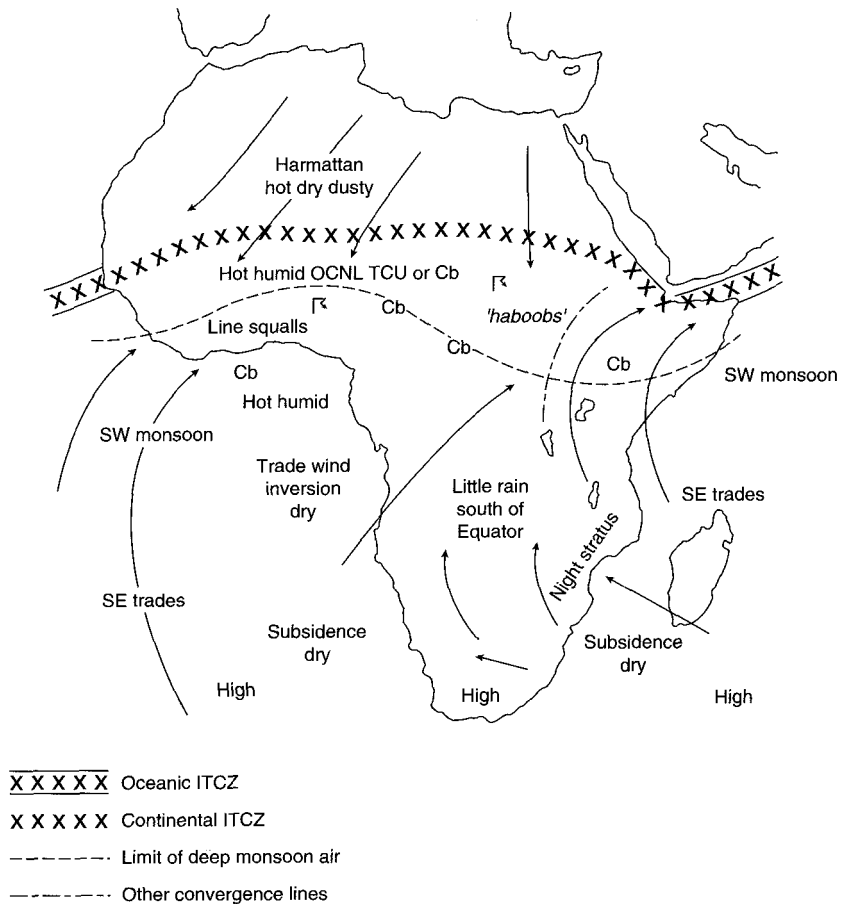 Harmattan
hot dry dusty
Hot humid OCNL TCU or Cb
'haboobs'
Cb
Line squalls
Cb
Cb
Cb
SW monsoon
Hot humid
SW monsoon
Trade wind
inversion
dry
Little rain
south of
Equator
SE trades
Night stratus
SE trades
Subsidence
dry
Subsidence
dry
High
High
High
X X X X X Oceanic ITCZ
X X X X X Continental ITCZ
Limit of deep monsoon air
Other convergence lines